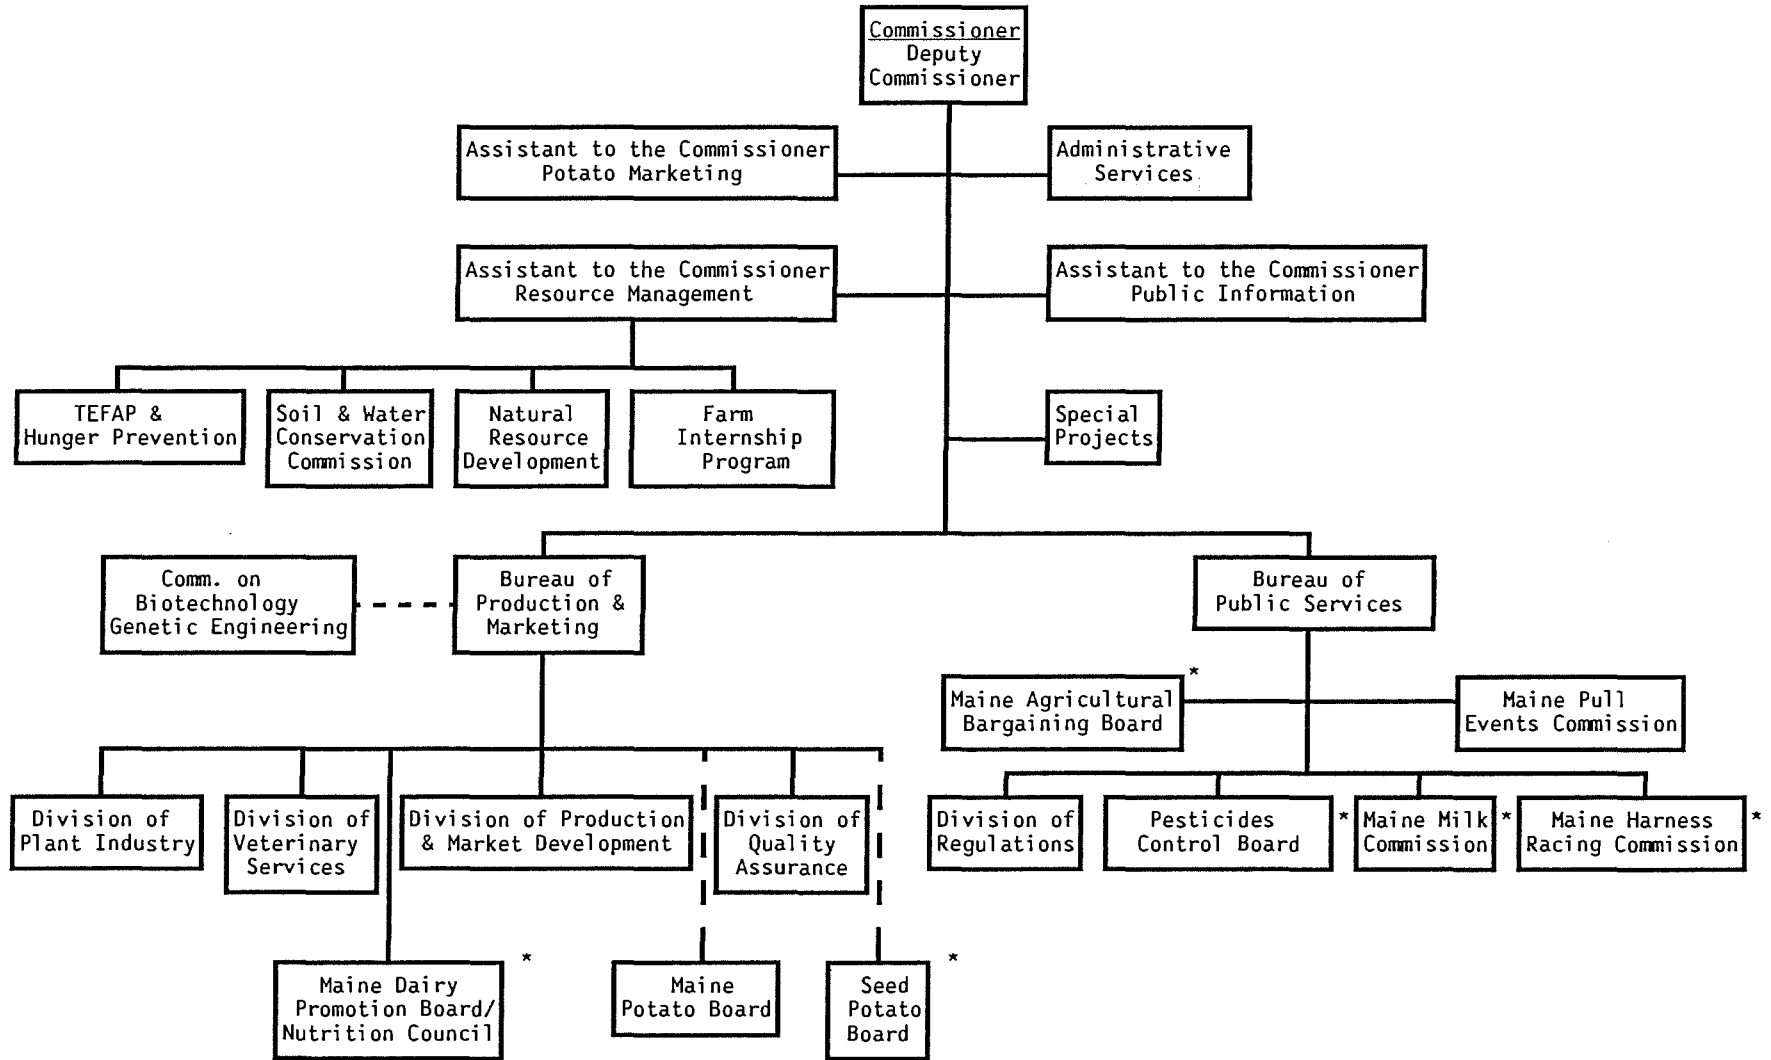 Commissioner
Deputy
Commissioner
Assistant to the Commissioner
Potato Marketing
Administrative
Services
Assistant to the Commissioner
Resource Management
Assistant to the Commissioner
Public Information
TEFAP &
Hunger Prevention
Soil & Water
Conservation
Commission
Natural
Resource
Development
Farm
Internship
Program
Special
Projects
Comm. on
Biotechnology
Genetic Engineering
Bureau of
Production &
Marketing
Bureau of
Public Services
Maine Agricultural
Bargaining Board
*
Maine Pull
Events Commission
Division of
Plant Industry
Division of
Veterinary
Services
Division of Production
& Market Development
Division of
Quality
Assurance
Division of
Regulations
Pesticides
Control Board
*
Maine Milk
Commission
*
Maine Harness
Racing Commission
*
Maine Dairy
Promotion Board/
Nutrition Council
*
Maine
Potato Board
Seed
Potato
Board
*